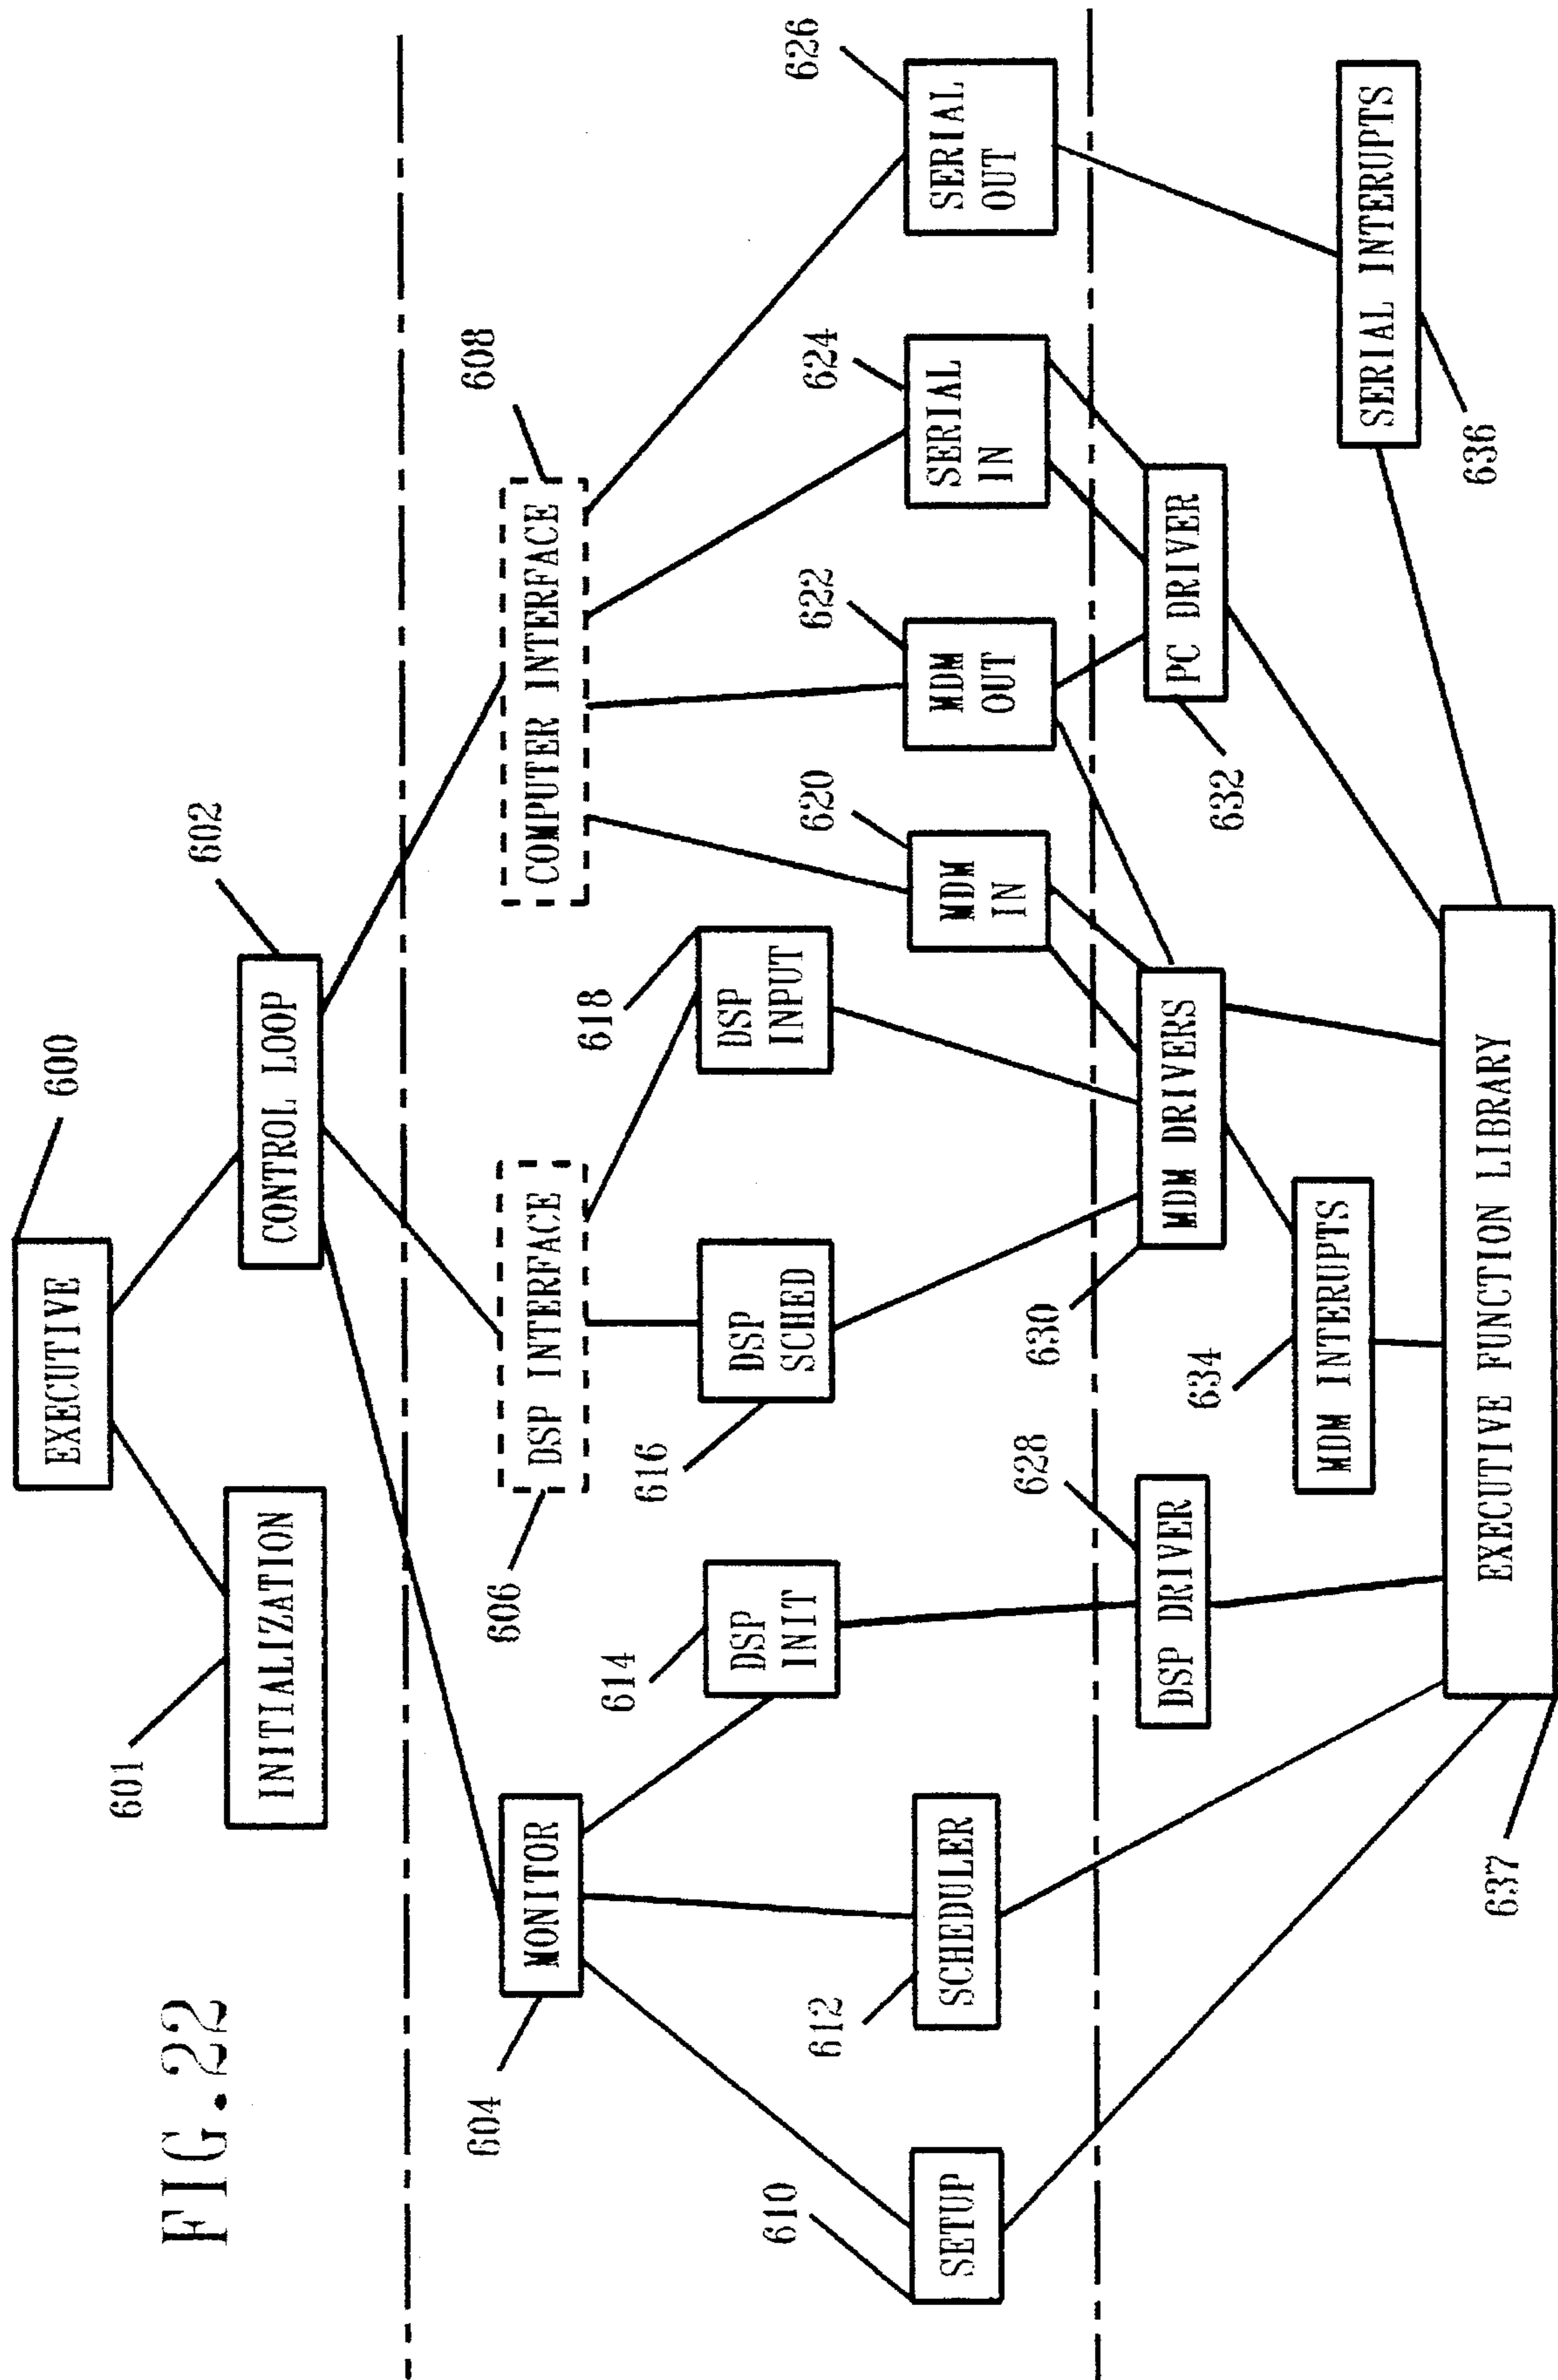 FIG.22
EXECUTIVE
600
INITIALIZATION
601
CONTROL LOOP
602
MONITOR
604
DSP INTERFACE
606
COMPUTER INTERFACE
608
DSP
INIT
614
DSP
SCHED
616
DSP
INPUT
618
SETUP
610
SCHEDULER
612
MDM
IN
620
MDM
OUT
622
SERIAL
IN
624
SERIAL
OUT
626
DSP DRIVER
628
MDM DRIVERS
630
PC DRIVER
632
MDM INTERUPTS
634
SERIAL INTERUPTS
636
EXECUTIVE FUNCTION LIBRARY
637